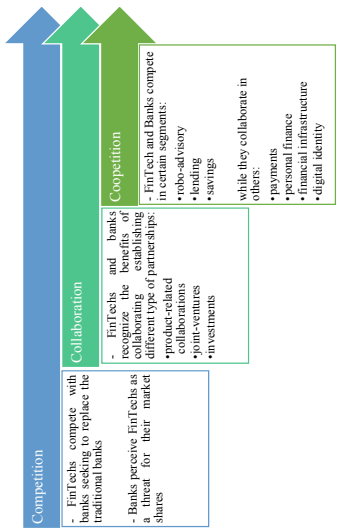 Competition
- FinTechs compete with
banks seeking to replace the
traditional banks
- Banks perceive FinTechs as
a threat for their market
shares
Collaboration
- FinTechs and banks
recognize the benefits of
collaborating establishing
different type of partnerships:
•product-related
collaborations
•joint-ventures
•investments
Coopetition
- FinTech and Banks compete
in certain segments:
•robo-advisory
•lending
•savings
while they collaborate in
others:
•payments
•personal finance
•financial infrastructure
•digital identity